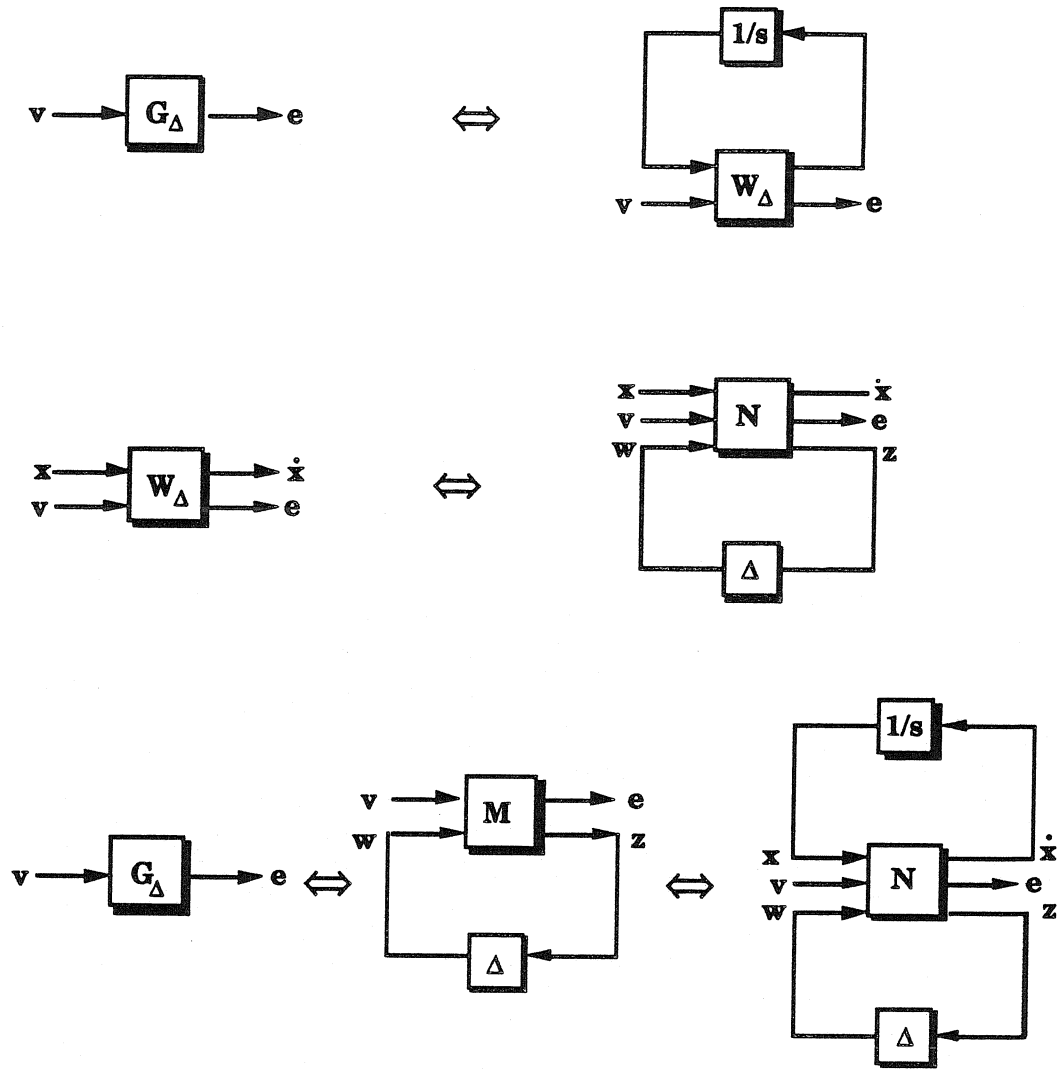 1/s
v G_Δ e ⇔
v W_Δ e
x N ẋ
v e
w z
x W_Δ ẋ ⇔
v e
Δ
1/s
v M e
w z
x N ẋ
v G_Δ e ⇔ ⇔ v e
w z
Δ
Δ